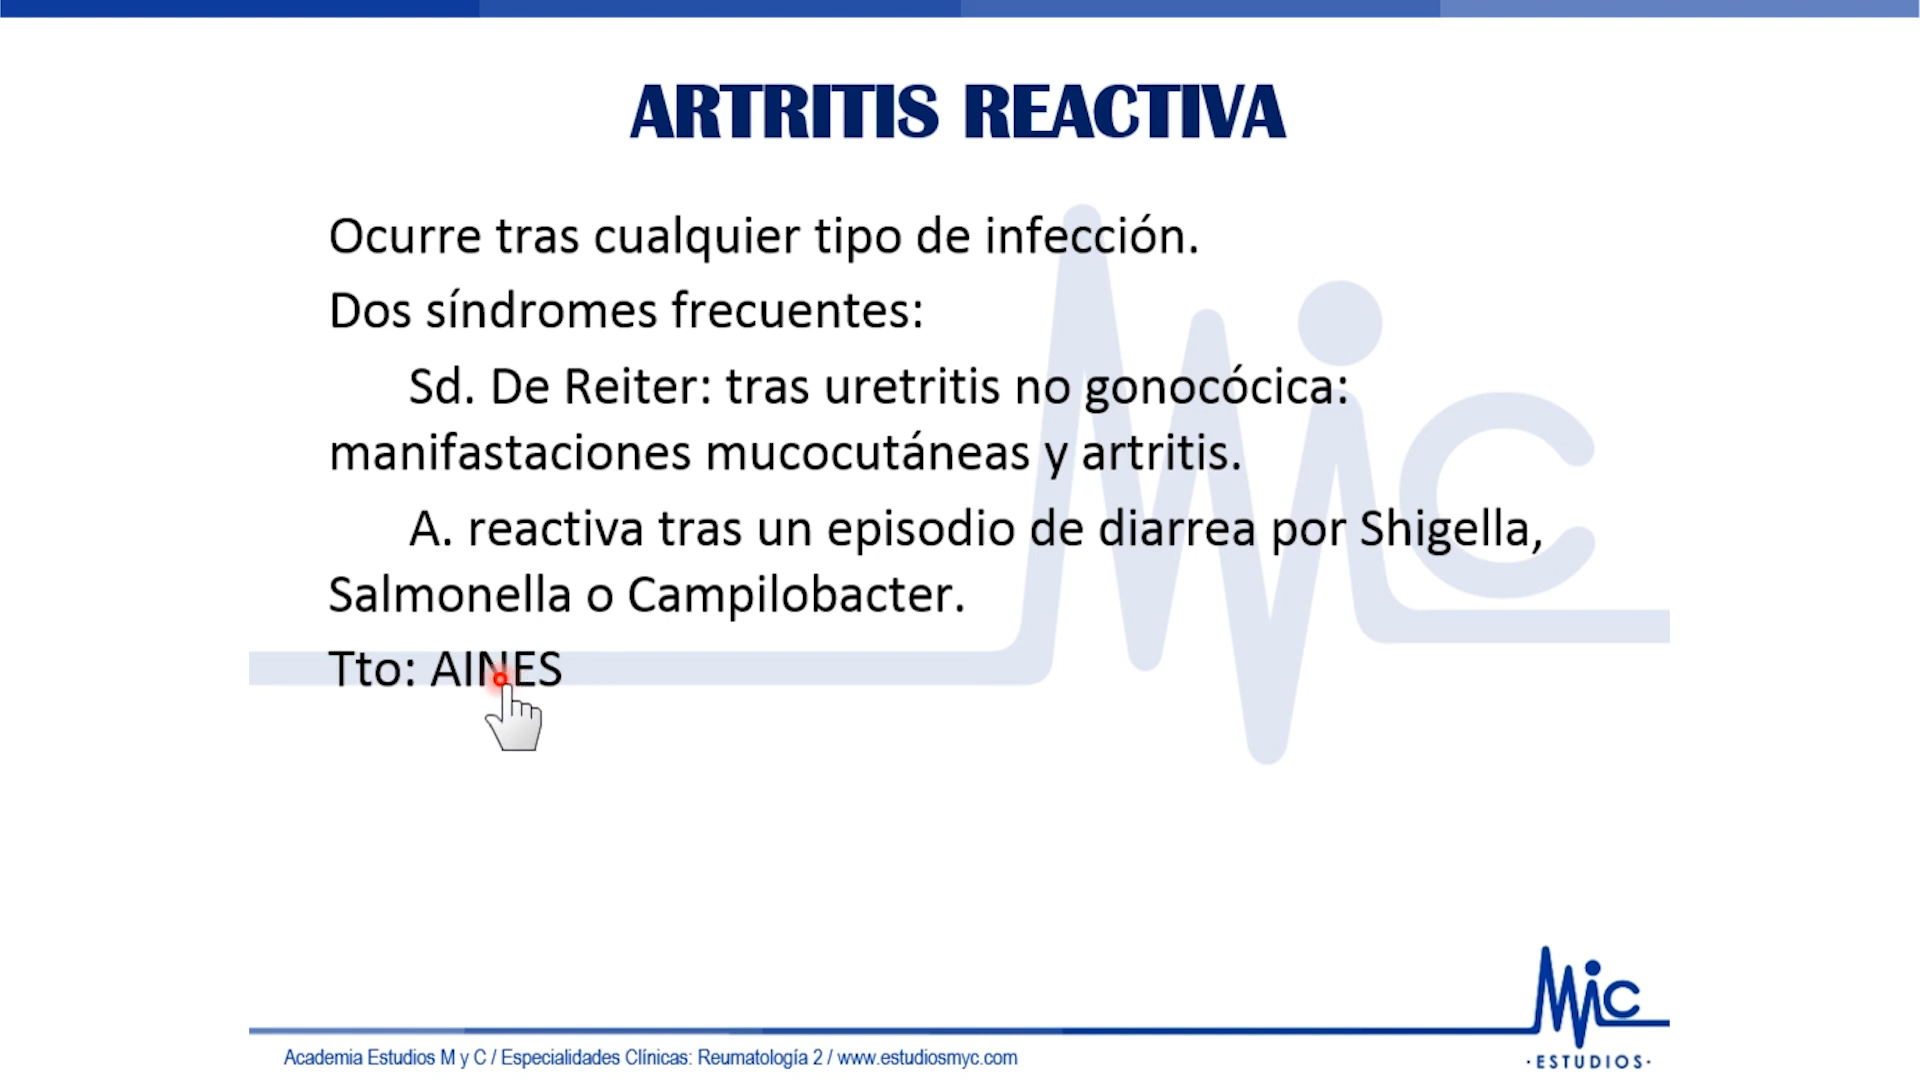 ARTRITIS REACTIVA
Ocurre tras cualquier tipo de infección.
Dos síndromes frecuentes:
Sd. De Reiter: tras uretritis no gonocócica:
manifastaciones mucocutáneas y artritis.
A. reactiva tras un episodio de diarrea por Shigella,
Salmonella o Campilobacter.
Tto: AINES
Mic
Mic
Academia Estudios M y C / Especialidades Clínicas: Reumatología 2 / www.estudiosmyc.com
·ESTUDIOS·